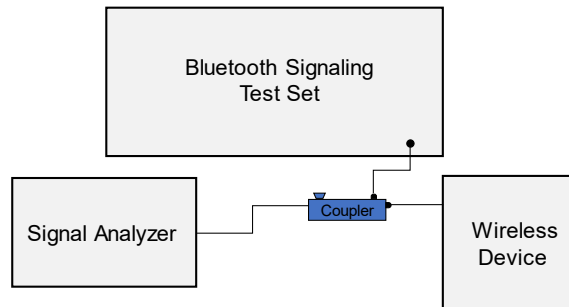 Bluetooth Signaling
Test Set
Signal Analyzer
Coupler
Wireless
Device